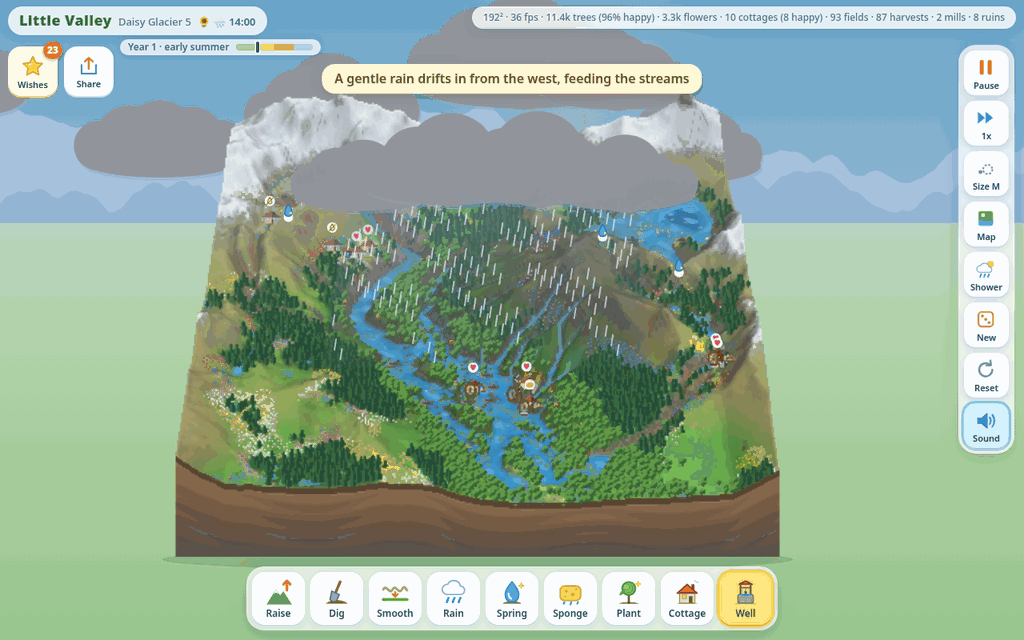 Little Valley Daisy Glacier 5 14:00
192² · 36 fps · 11.4k trees (96% happy) · 3.3k flowers · 10 cottages (8 happy) · 93 fields · 87 harvests · 2 mills · 8 ruins
Year 1 · early summer
23
Wishes
Share
A gentle rain drifts in from the west, feeding the streams
Pause
1x
Size M
Map
Shower
New
Reset
Sound
Raise
Dig
Smooth
Rain
Spring
Sponge
Plant
Cottage
Well